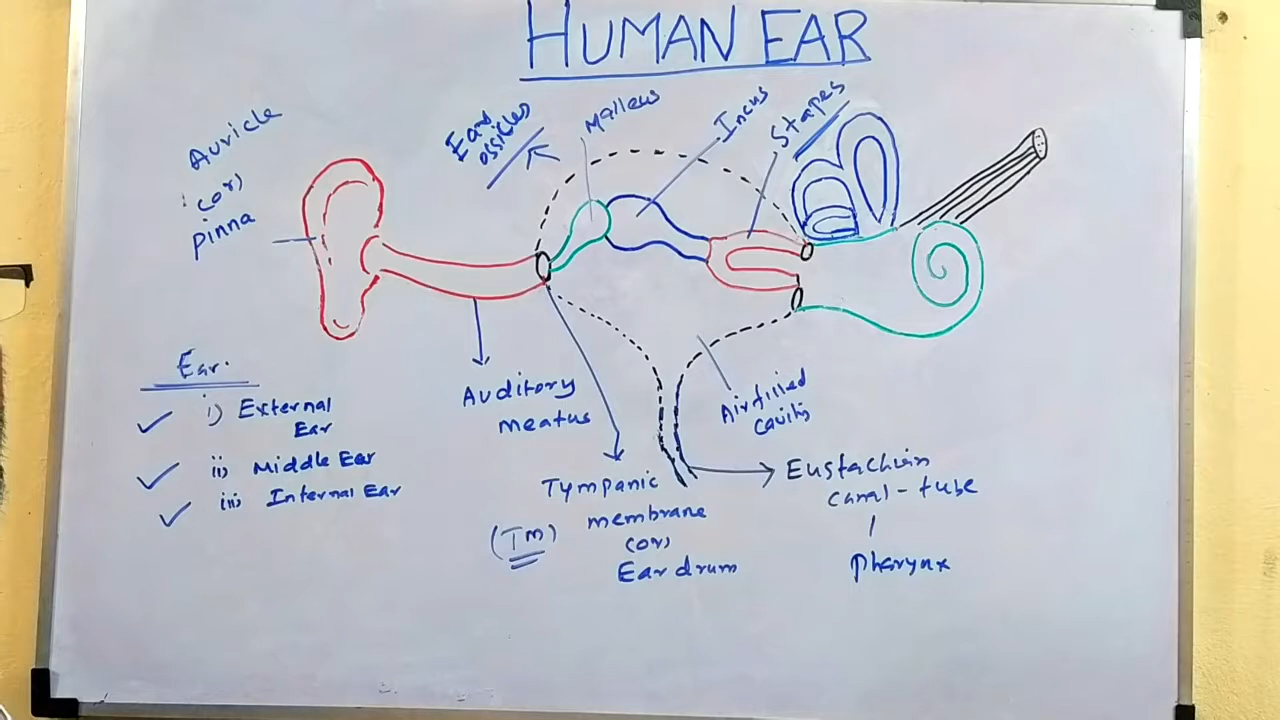 HUMAN EAR
Auricle
(or)
pinna
Ear
ossicles
Malleus
Incus
Stapes
Auditory
meatus
Airfilled
cavity
Ear.
i) External
Ear
ii) Middle Ear
iii) Internal Ear
Tympanic
membrane
(TM)
(or)
Ear drum
Eustachian
canal - tube
Pharynx